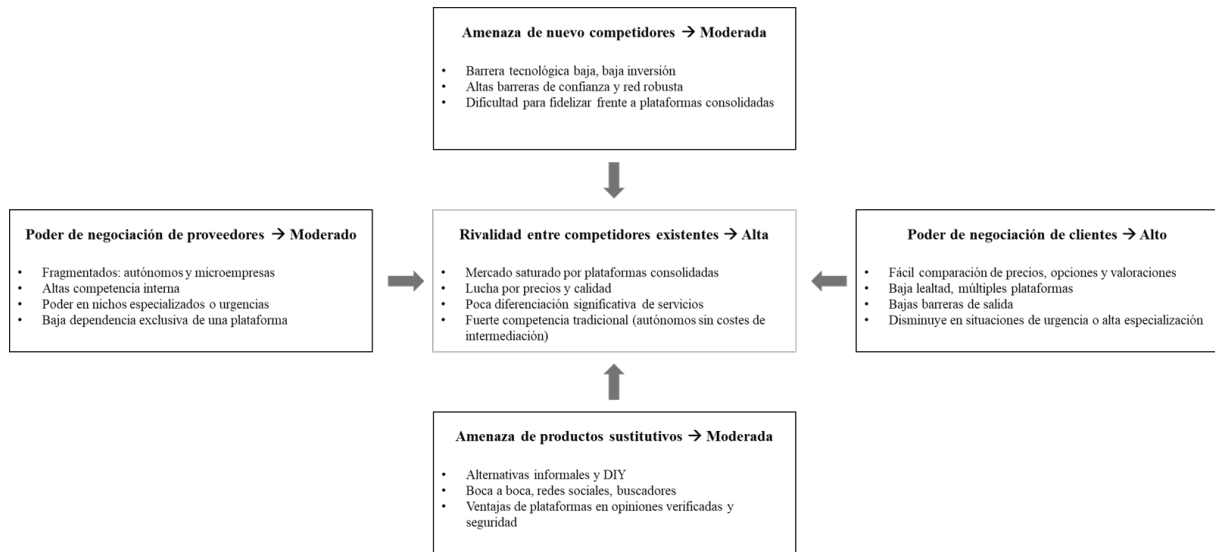 Amenaza de nuevo competidores → Moderada
• Barrera tecnológica baja, baja inversión
• Altas barreras de confianza y red robusta
• Dificultad para fidelizar frente a plataformas consolidadas
Poder de negociación de proveedores → Moderado
• Fragmentados: autónomos y microempresas
• Altas competencia interna
• Poder en nichos especializados o urgencias
• Baja dependencia exclusiva de una plataforma
Rivalidad entre competidores existentes → Alta
• Mercado saturado por plataformas consolidadas
• Lucha por precios y calidad
• Poca diferenciación significativa de servicios
• Fuerte competencia tradicional (autónomos sin costes de
intermediación)
Poder de negociación de clientes → Alto
• Fácil comparación de precios, opciones y valoraciones
• Baja lealtad, múltiples plataformas
• Bajas barreras de salida
• Disminuye en situaciones de urgencia o alta especialización
Amenaza de productos sustitutivos → Moderada
• Alternativas informales y DIY
• Boca a boca, redes sociales, buscadores
• Ventajas de plataformas en opiniones verificadas y
seguridad